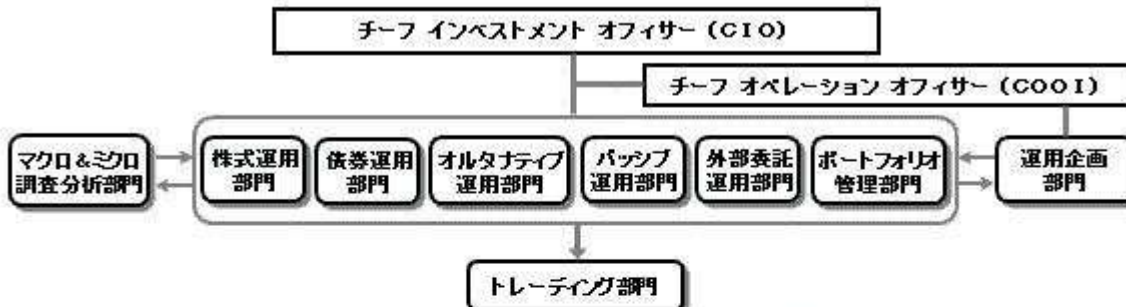 チーフ インベストメント オフィサー (CIO)
チーフ オペレーション オフィサー (COOI)
マクロ&ミクロ
調査分析部門
株式運用
部門
債券運用
部門
オルタナティブ
運用部門
パッシブ
運用部門
外部委託
運用部門
ポートフォリオ
管理部門
運用企画
部門
トレーディング部門